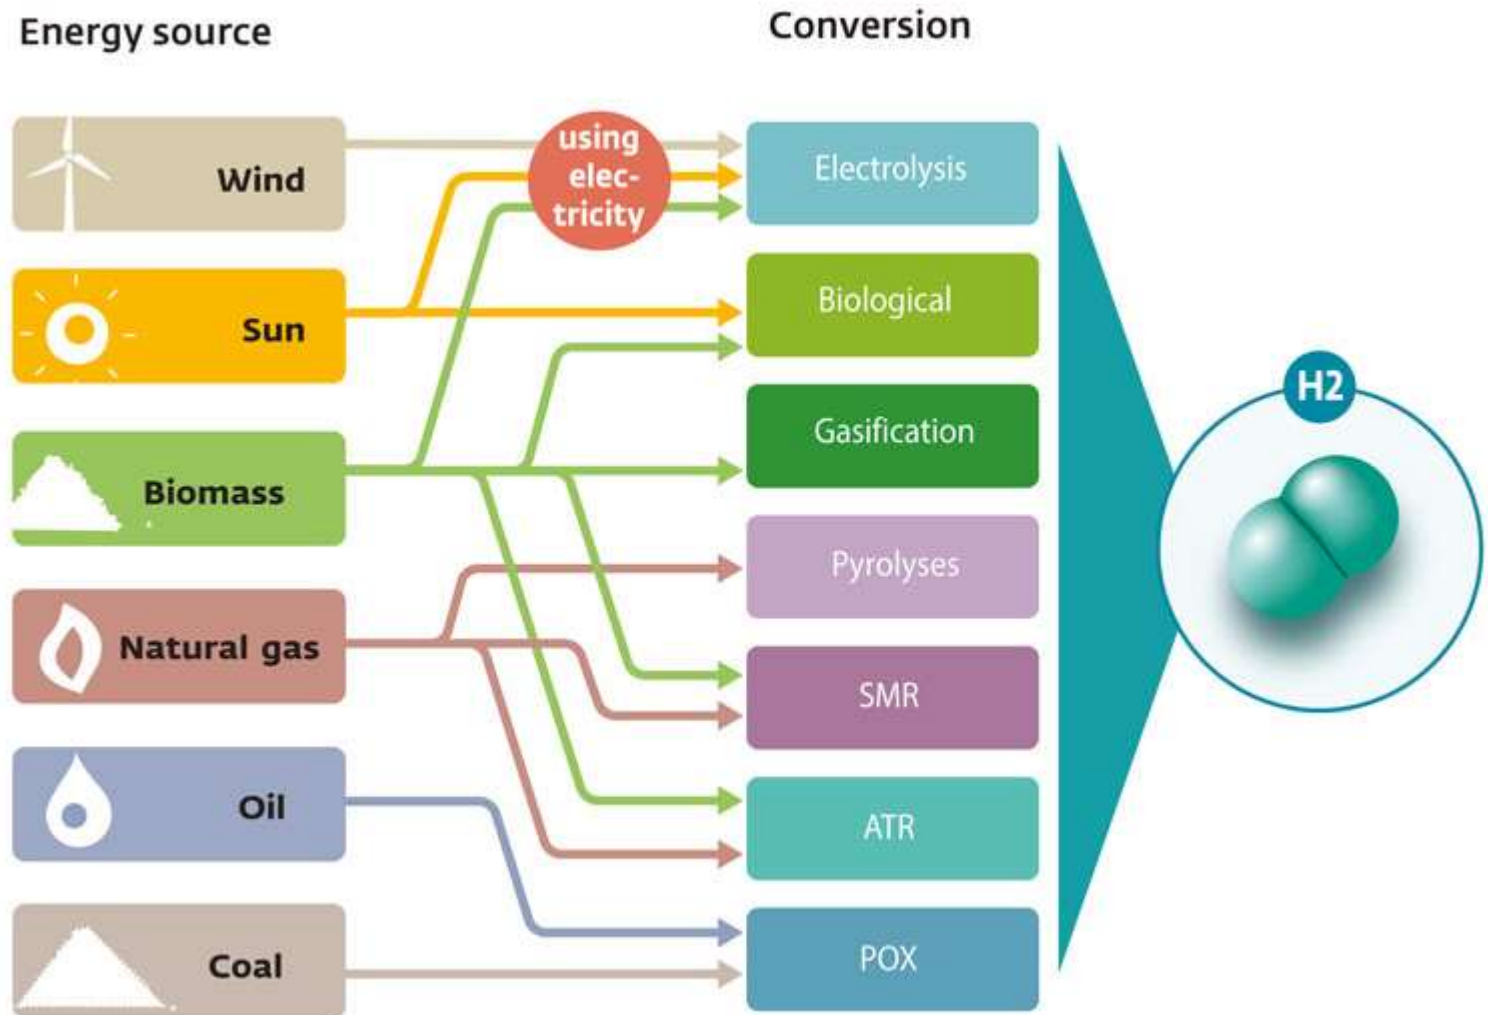 Energy source
Conversion
Wind
using
elec-
tricity
Electrolysis
Sun
Biological
Biomass
Gasification
H2
Natural gas
Pyrolyses
SMR
Oil
ATR
Coal
POX